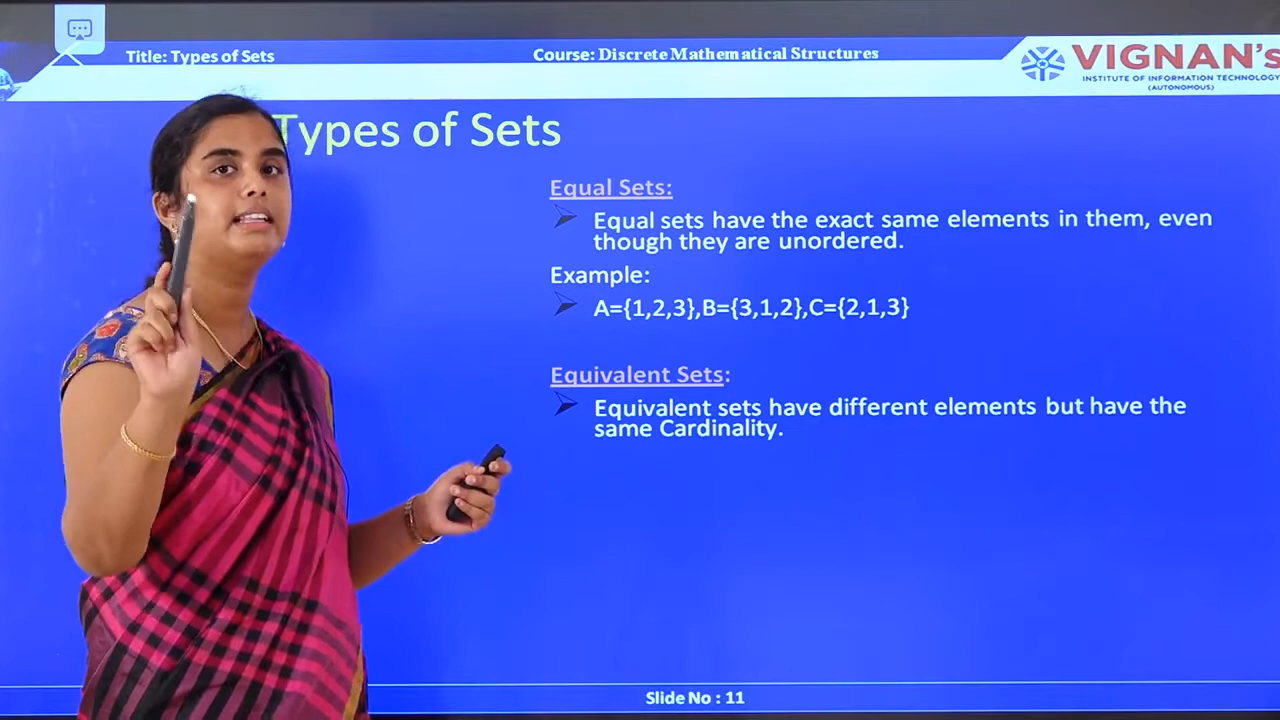 Title: Types of Sets
Course: Discrete Mathematical Structures
VIGNAN's
INSTITUTE OF INFORMATION TECHNOLOGY
(AUTONOMOUS)
Types of Sets
Equal Sets:
Equal sets have the exact same elements in them, even
though they are unordered.
Example:
A={1,2,3},B={3,1,2},C={2,1,3}
Equivalent Sets:
Equivalent sets have different elements but have the
same Cardinality.
Slide No : 11